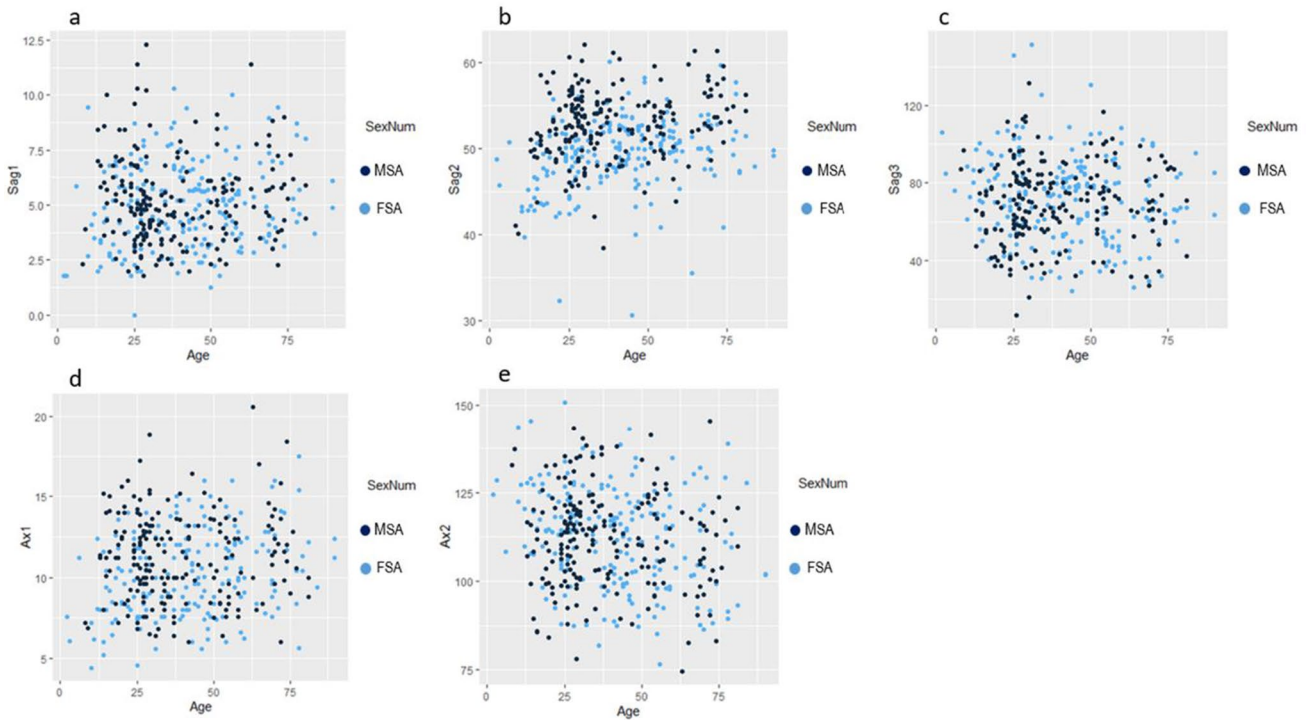 a
12.5
10.0
7.5
5.0
2.5
0.0
Sag1
0
25
50
75
Age
SexNum
MSA
FSA
b
60
50
40
30
Sag2
0
25
50
75
Age
SexNum
MSA
FSA
c
120
80
40
Sag3
0
25
50
75
Age
SexNum
MSA
FSA
d
20
15
10
5
Ax1
0
25
50
75
Age
SexNum
MSA
FSA
e
150
125
100
75
Ax2
0
25
50
75
Age
SexNum
MSA
FSA